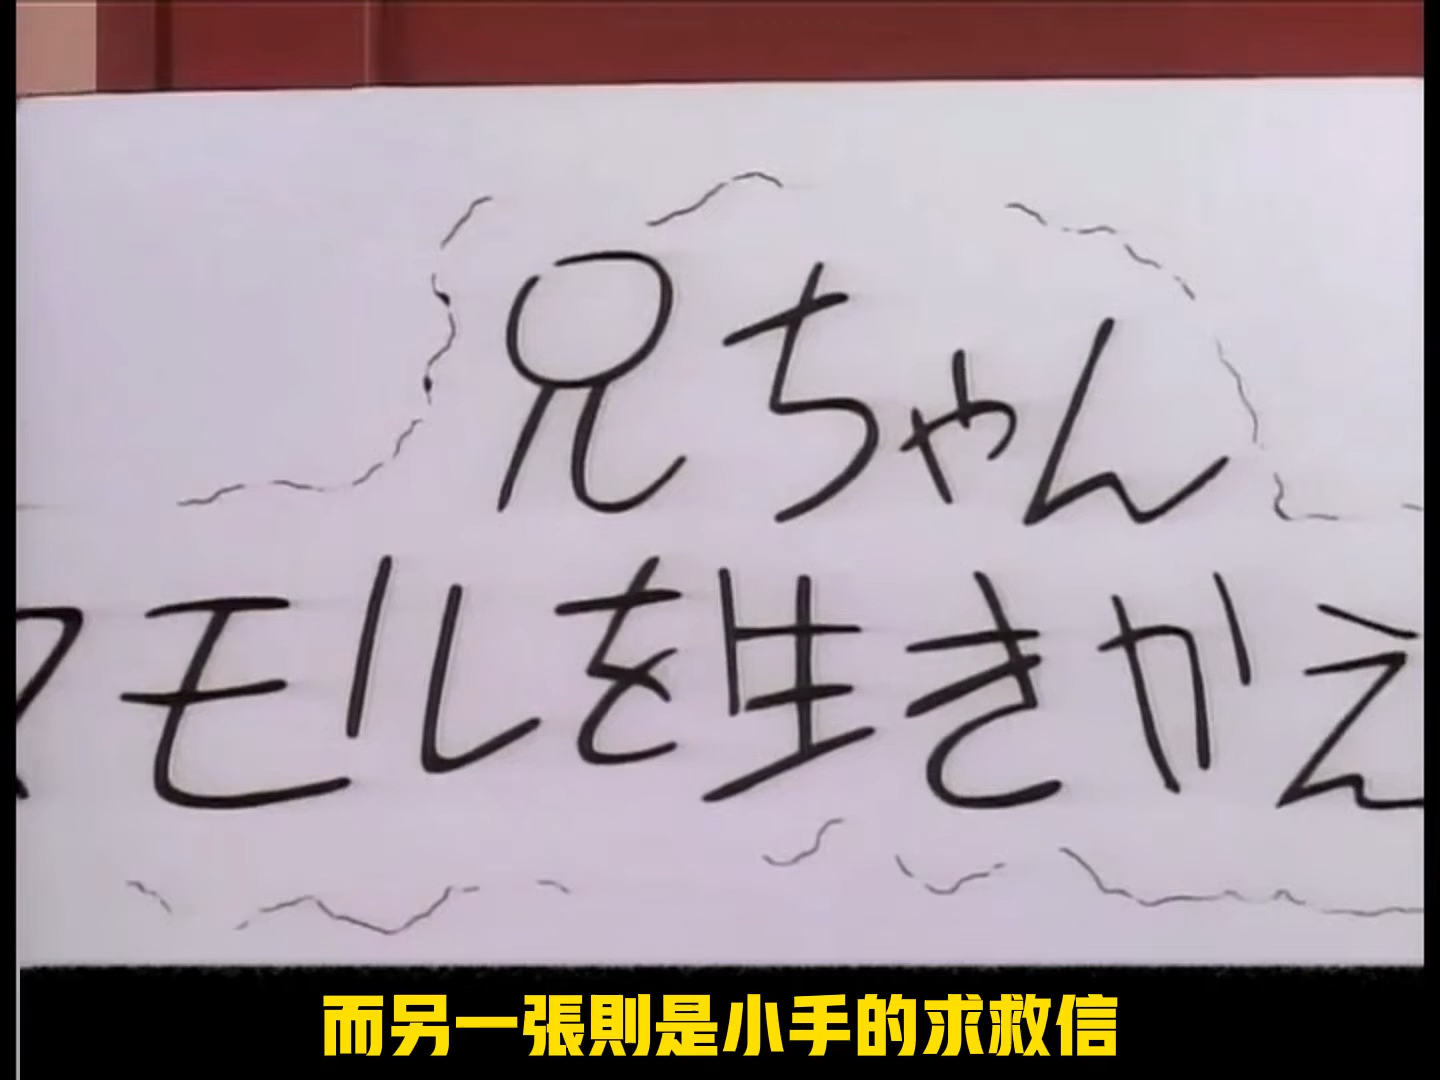 兄ちゃん
マモルを生きかえ
而另一張則是小手的求救信